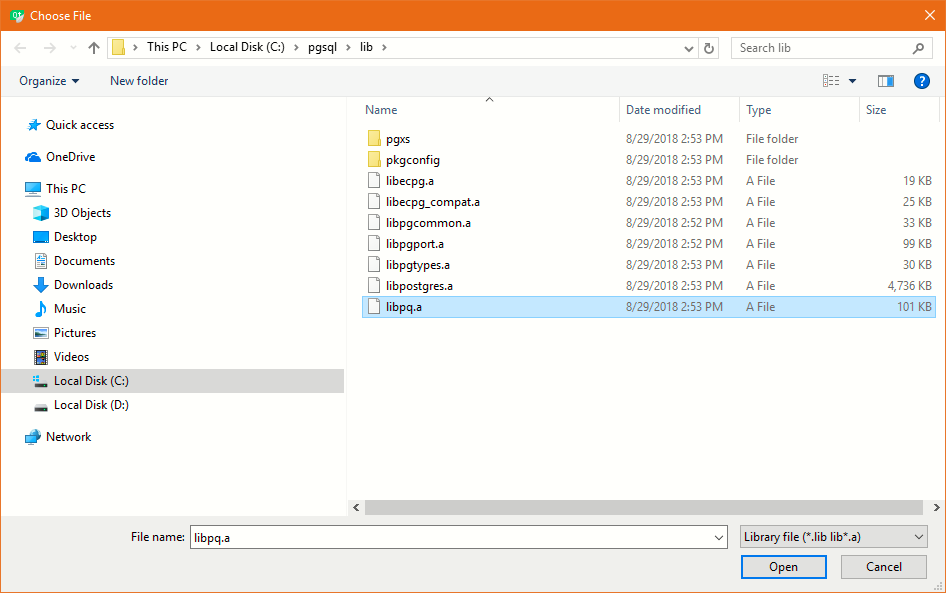 Choose File
This PC > Local Disk (C:) > pgsql > lib >
Search lib
Organize New folder
Name Date modified Type Size
Quick access
OneDrive
This PC
3D Objects
Desktop
Documents
Downloads
Music
Pictures
Videos
Local Disk (C:)
Local Disk (D:)
Network
pgxs 8/29/2018 2:53 PM File folder
pkgconfig 8/29/2018 2:53 PM File folder
libecpg.a 8/29/2018 2:53 PM A File 19 KB
libecpg_compat.a 8/29/2018 2:53 PM A File 25 KB
libpgcommon.a 8/29/2018 2:52 PM A File 33 KB
libpgport.a 8/29/2018 2:52 PM A File 99 KB
libpgtypes.a 8/29/2018 2:53 PM A File 30 KB
libpostgres.a 8/29/2018 2:53 PM A File 4,736 KB
libpq.a 8/29/2018 2:53 PM A File 101 KB
File name: libpq.a Library file (*.lib lib*.a)
Open Cancel